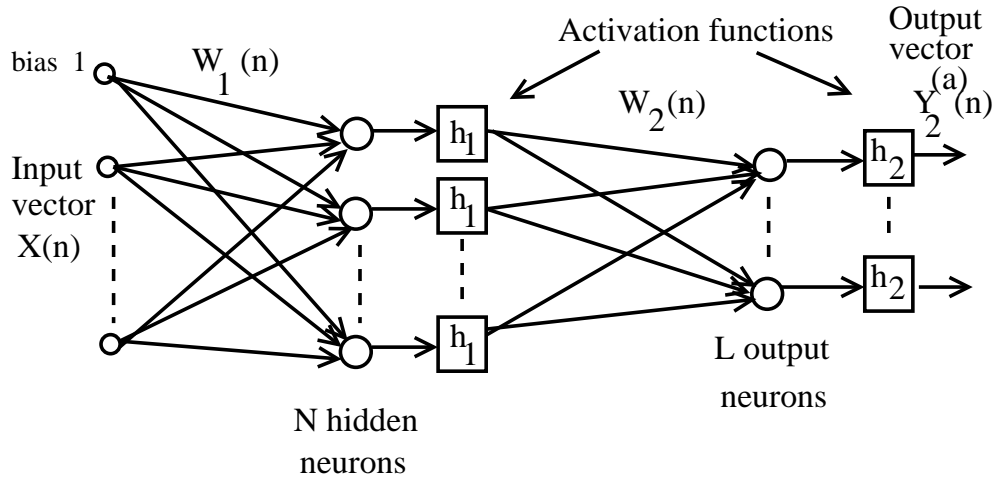 bias 1
W1(n)
Activation functions
Output
vector
(a)
Y2(n)
W2(n)
Input
vector
X(n)
h1
h1
h1
h2
h2
L output
neurons
N hidden
neurons